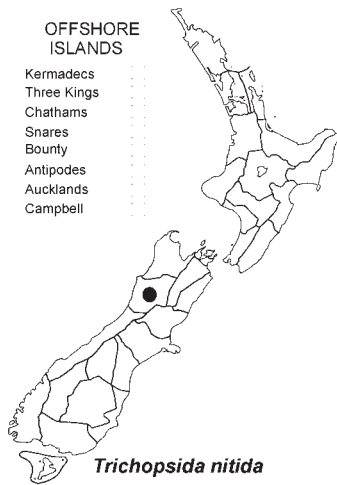 OFFSHORE
ISLANDS
Kermadecs
Three Kings
Chathams
Snares
Bounty
Antipodes
Aucklands
Campbell
Trichopsida nitida